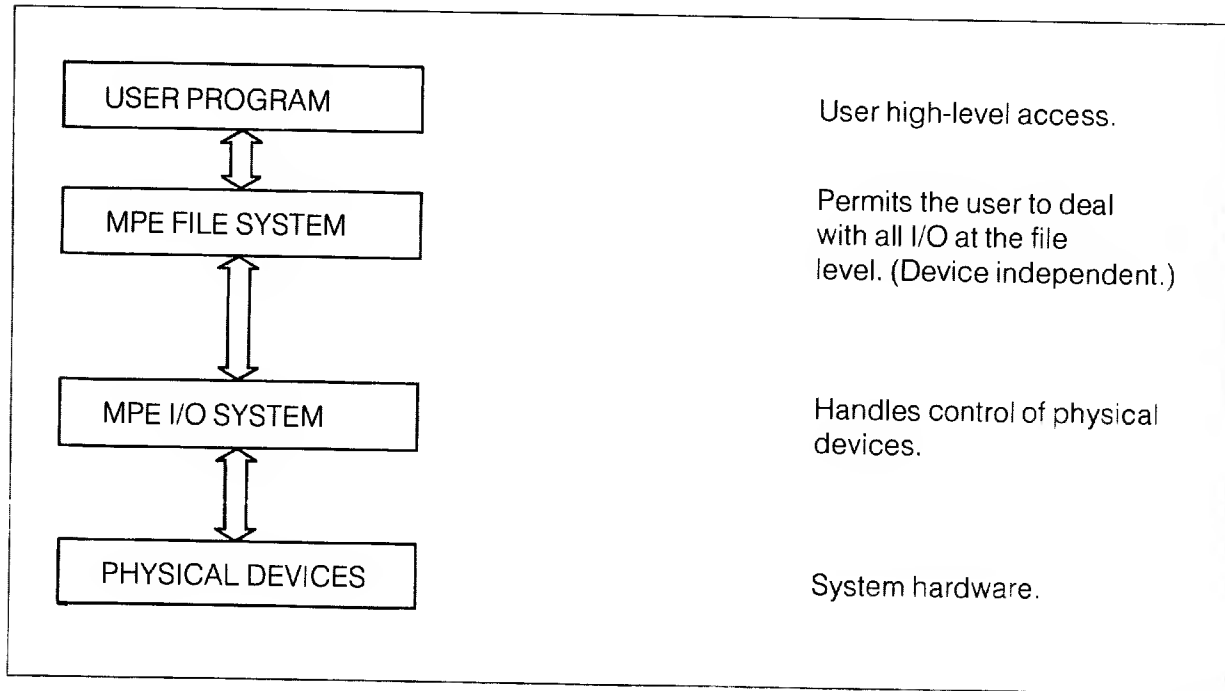 USER PROGRAM
User high-level access.
MPE FILE SYSTEM
Permits the user to deal
with all I/O at the file
level. (Device independent.)
MPE I/O SYSTEM
Handles control of physical
devices.
PHYSICAL DEVICES
System hardware.